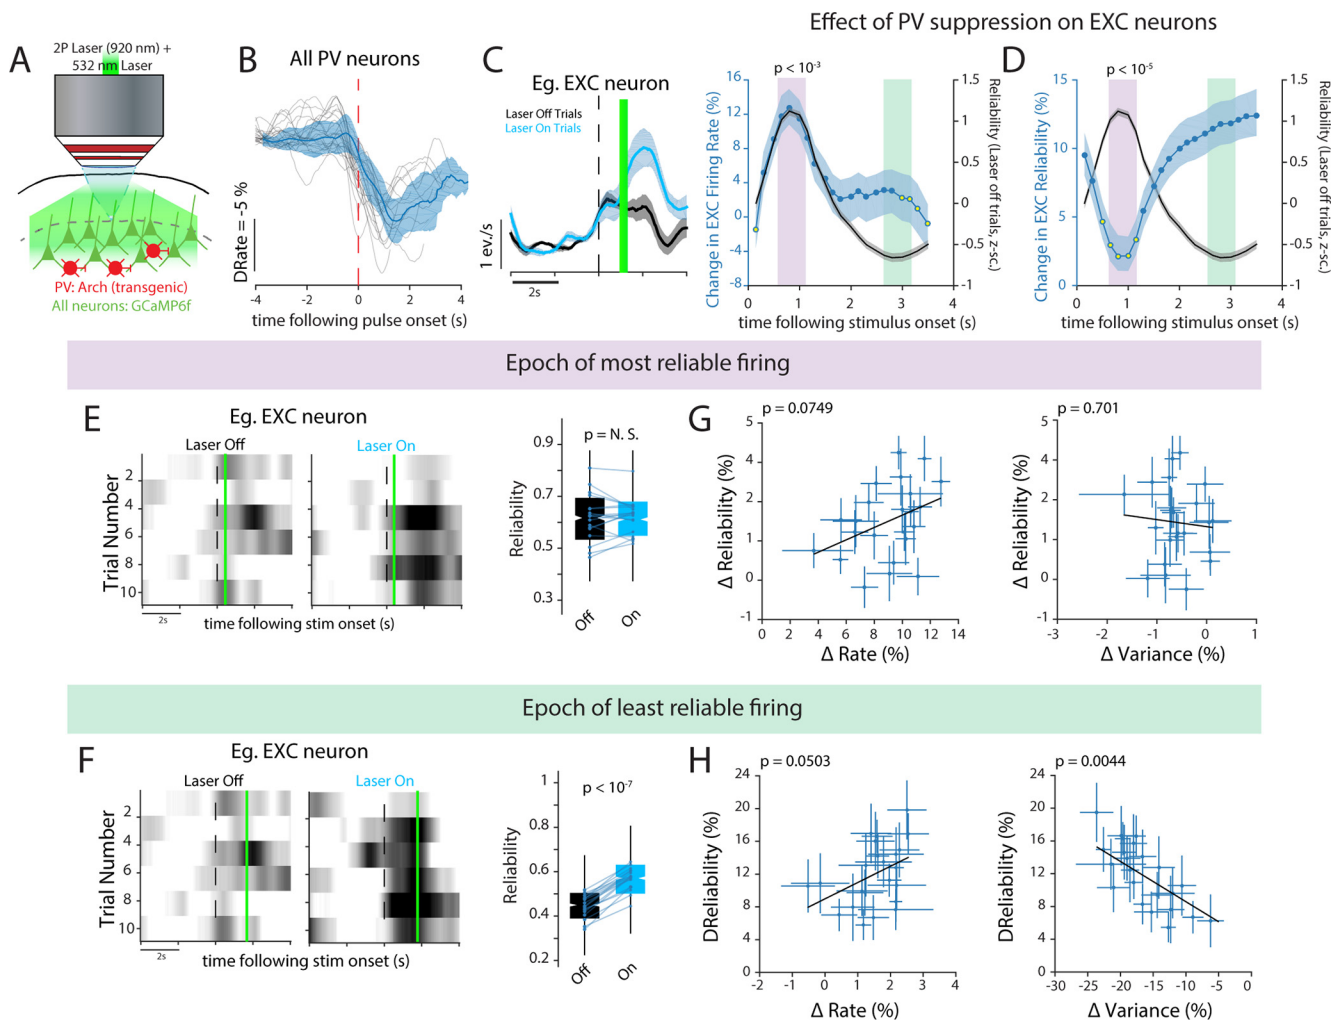 Effect of PV suppression on EXC neurons
A
2P Laser (920 nm) +
532 nm Laser
PV: Arch (transgenic)
All neurons: GCaMP6f
B
All PV neurons
DRate = -5 %
-4
-2
0
2
4
time following pulse onset (s)
C
Eg. EXC neuron
Laser Off Trials
Laser On Trials
1 ev./s
2s
p < 10-3
Change in EXC Firing Rate (%)
16
12
8
4
0
-4
-8
0
1
2
3
4
time following stimulus onset (s)
1.5
1
0.5
0
-0.5
-1
Reliability (Laser off trials, z-sc.)
D
p < 10-5
Change in EXC Reliability (%)
15
10
5
0
0
1
2
3
4
time following stimulus onset (s)
1.5
1
0.5
0
-0.5
-1
Reliability (Laser off trials, z-sc.)
Epoch of most reliable firing
E
Eg. EXC neuron
Laser Off
Laser On
Trial Number
2
4
6
8
10
2s
time following stim onset (s)
p = N. S.
Reliability
0.9
0.7
0.5
0.3
Off
On
G
p = 0.0749
Δ Reliability (%)
5
4
2
1
0
-1
0
2
4
6
8
10
12
14
Δ Rate (%)
p = 0.701
Δ Reliability (%)
5
4
2
1
0
-1
-3
-2
-1
0
1
Δ Variance (%)
Epoch of least reliable firing
F
Eg. EXC neuron
Laser Off
Laser On
Trial Number
2
4
6
8
10
2s
time following stim onset (s)
p < 10-7
Reliability
1
0.8
0.6
0.4
0.2
Off
On
H
p = 0.0503
DReliability (%)
24
20
16
12
8
4
0
-2
-1
0
1
2
3
4
Δ Rate (%)
p = 0.0044
DReliability (%)
24
20
16
12
8
4
0
-30
-25
-20
-15
-10
-5
0
Δ Variance (%)